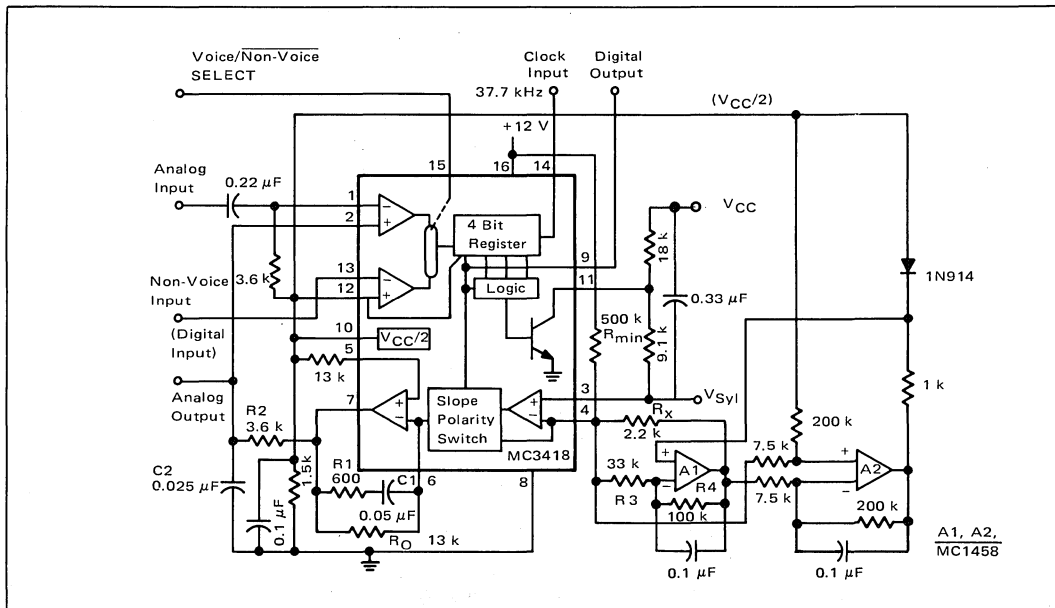 Voice/Non-Voice
SELECT
Clock
Input
37.7 kHz
Digital
Output
(VCC/2)
+12 V
15
16
14
Analog
Input
0.22 μF
1
2
−
+
4 Bit
Register
VCC
18 k
9
3.6 k
13
12
−
+
Non-Voice
Input
(Digital
Input)
Logic
11
0.33 μF
1N914
10
VCC/2
500 k
Rmin
9.1 k
5
13 k
Analog
Output
7
+
−
Slope
Polarity
Switch
+
−
3
4
VSyl
1 k
RX
2.2 k
200 k
R2
3.6 k
MC3418
7.5 k
+
A1
−
+
A2
−
C2
0.025 μF
1.5k
R1
600
C1
6
8
33 k
R3
R4
7.5 k
0.1 μF
0.05 μF
100 k
200 k
RO
13 k
0.1 μF
0.1 μF
A1, A2,
MC1458